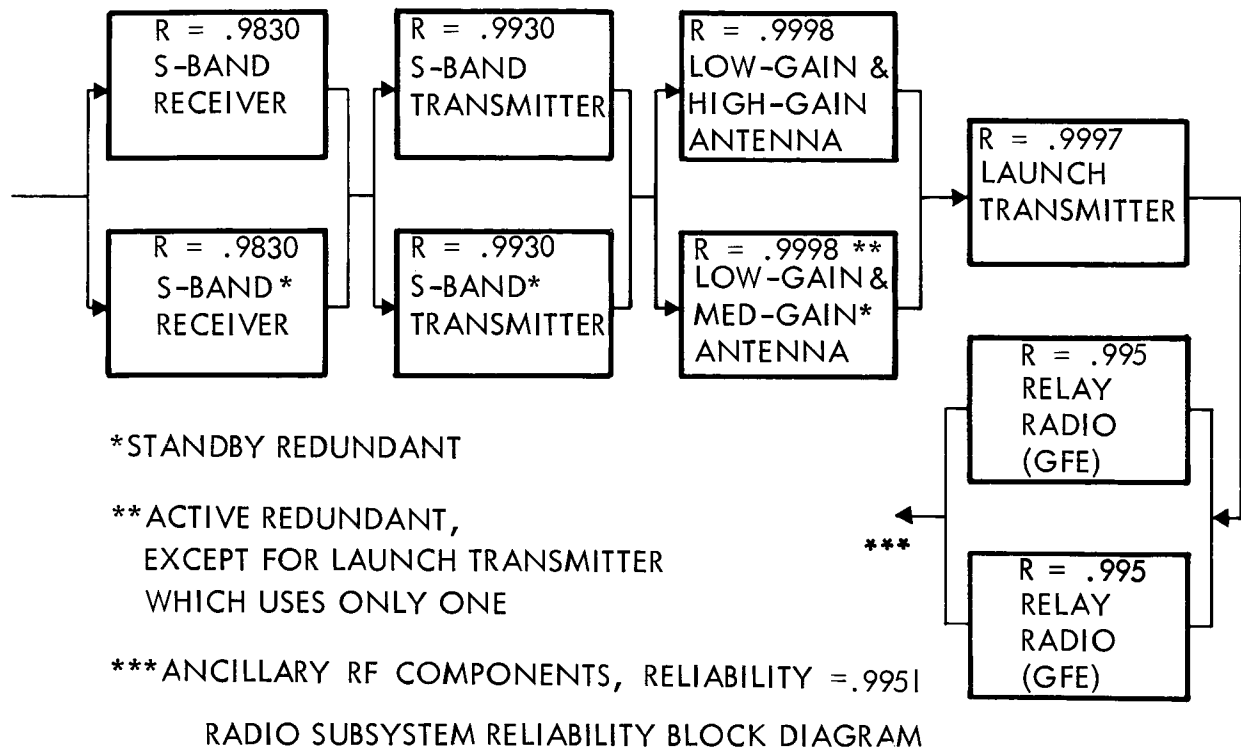 R = .9830
S-BAND
RECEIVER
R = .9930
S-BAND
TRANSMITTER
R = .9998
LOW-GAIN &
HIGH-GAIN
ANTENNA
R = .9997
LAUNCH
TRANSMITTER
R = .9830
S-BAND*
RECEIVER
R = .9930
S-BAND*
TRANSMITTER
R = .9998 **
LOW-GAIN &
MED-GAIN*
ANTENNA
R = .995
RELAY
RADIO
(GFE)
***
R = .995
RELAY
RADIO
(GFE)
*STANDBY REDUNDANT
**ACTIVE REDUNDANT,
EXCEPT FOR LAUNCH TRANSMITTER
WHICH USES ONLY ONE
***ANCILLARY RF COMPONENTS, RELIABILITY =.9951
RADIO SUBSYSTEM RELIABILITY BLOCK DIAGRAM